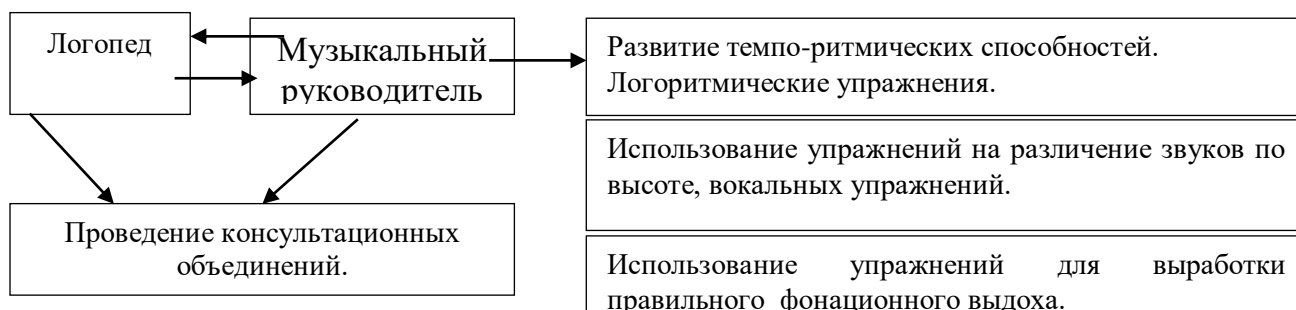 Логопед
Музыкальный
руководитель
Развитие темпо-ритмических способностей.
Логоритмические упражнения.
Использование упражнений на различение звуков по
высоте, вокальных упражнений.
Проведение консультационных
объединений.
Использование упражнений для выработки
правильного фонационного выдоха.